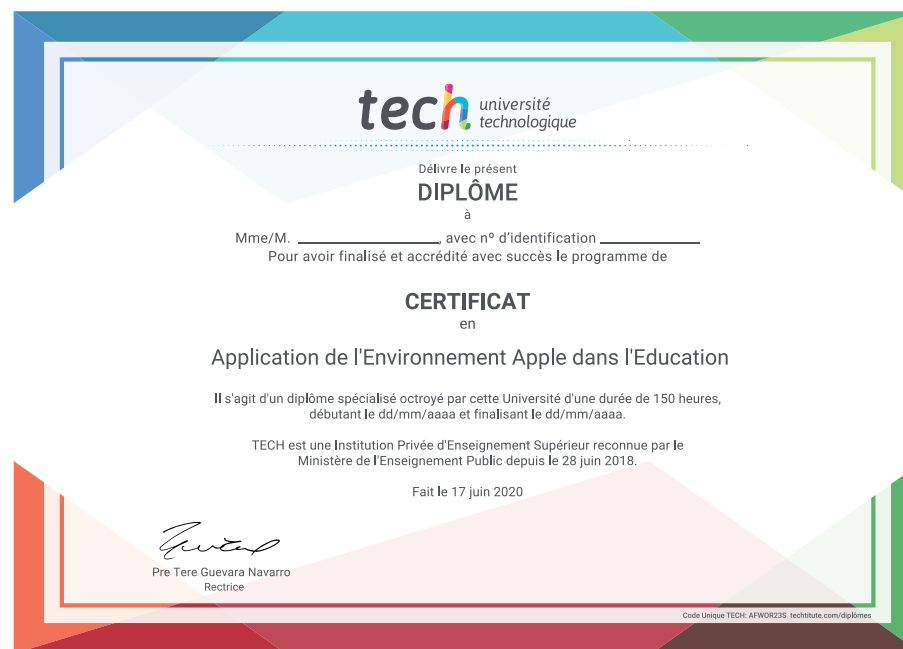 tech université
technologique
Délivre le présent
DIPLÔME
à
Mme/M. ____________________, avec nº d'identification ______________
Pour avoir finalisé et accrédité avec succès le programme de
CERTIFICAT
en
Application de l'Environnement Apple dans l'Education
Il s'agit d'un diplôme spécialisé octroyé par cette Université d'une durée de 150 heures,
débutant le dd/mm/aaaa et finalisant le dd/mm/aaaa.
TECH est une Institution Privée d'Enseignement Supérieur reconnue par le
Ministère de l'Enseignement Public depuis le 28 juin 2018.
Fait le 17 juin 2020
Pre Tere Guevara Navarro
Rectrice
Code Unique TECH: AFWOR23S techtitute.com/diplômes